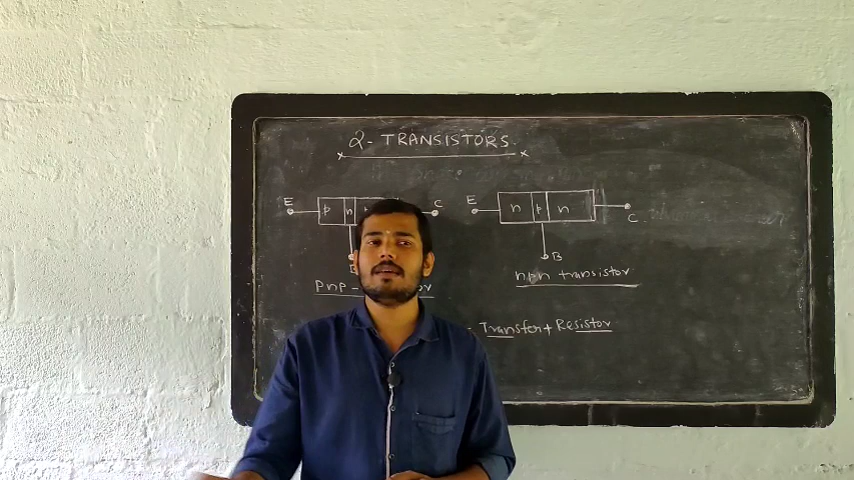 2- TRANSISTORS
E p n C
E n p n C
B
npn transistor
pnp -
- Transfer + Resistor